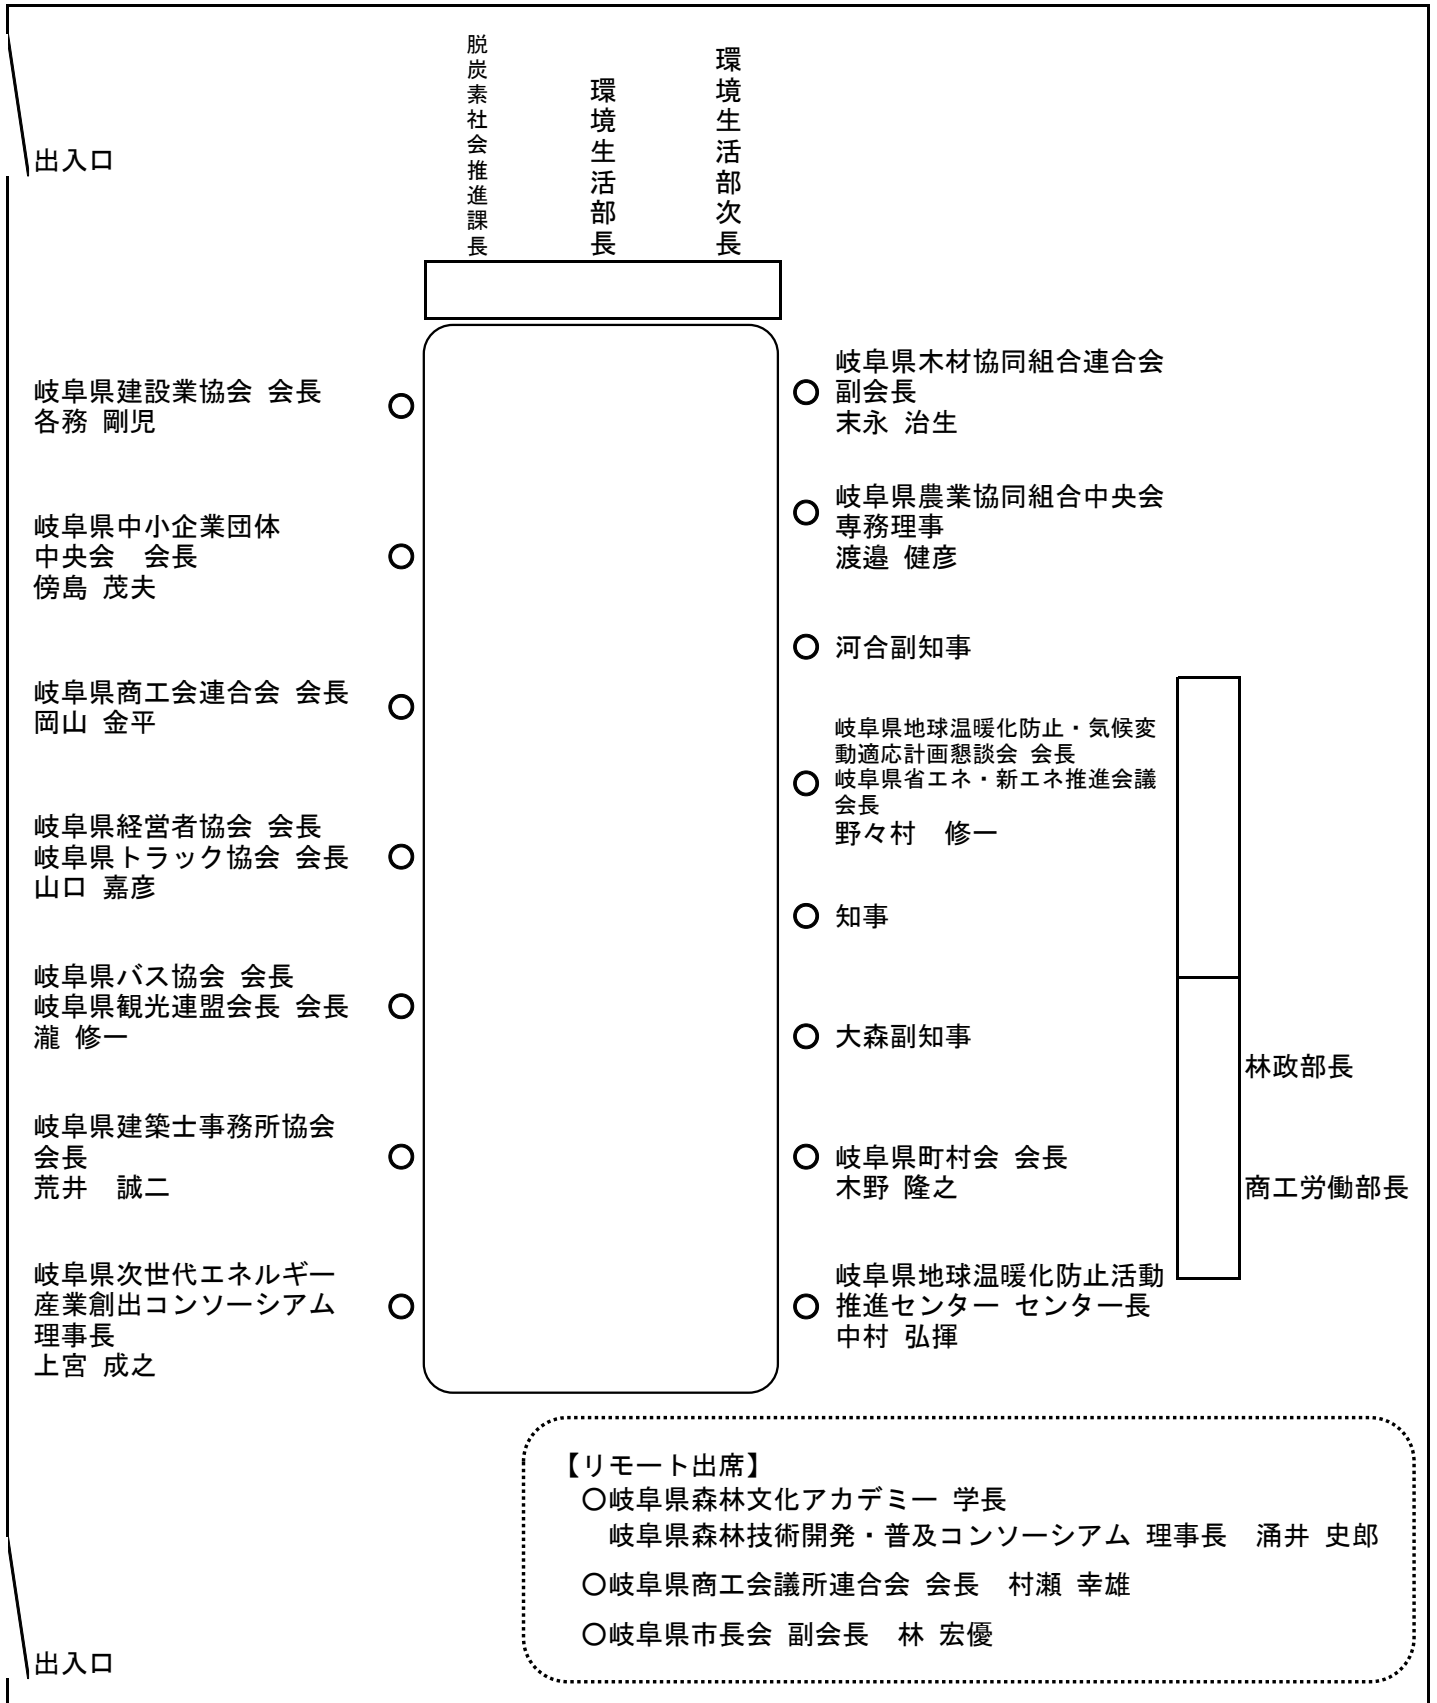 脱炭素社会推進課長
環境生活部長
環境生活部次長
出入口
岐阜県建設業協会 会長
各務 剛児
岐阜県中小企業団体
中央会　会長
傍島 茂夫
岐阜県商工会連合会 会長
岡山 金平
岐阜県経営者協会 会長
岐阜県トラック協会 会長
山口 嘉彦
岐阜県バス協会 会長
岐阜県観光連盟会長 会長
瀧 修一
岐阜県建築士事務所協会
会長
荒井　誠二
岐阜県次世代エネルギー
産業創出コンソーシアム
理事長
上宮 成之
岐阜県木材協同組合連合会
副会長
末永 治生
岐阜県農業協同組合中央会
専務理事
渡邉 健彦
河合副知事
岐阜県地球温暖化防止・気候変
動適応計画懇談会 会長
岐阜県省エネ・新エネ推進会議
会長
野々村　修一
知事
大森副知事
岐阜県町村会 会長
木野 隆之
岐阜県地球温暖化防止活動
推進センター センター長
中村 弘揮
林政部長
商工労働部長
【リモート出席】
〇岐阜県森林文化アカデミー 学長
岐阜県森林技術開発・普及コンソーシアム 理事長　涌井 史郎
〇岐阜県商工会議所連合会 会長　村瀬 幸雄
〇岐阜県市長会 副会長　林 宏優
出入口